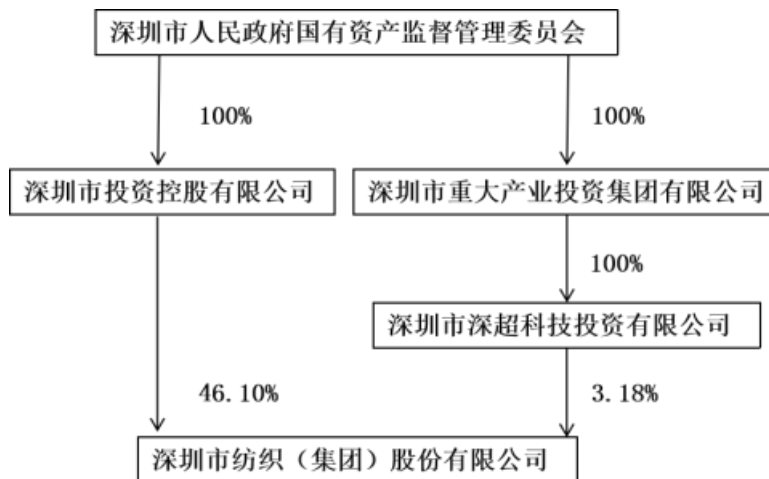 深圳市人民政府国有资产监督管理委员会
100%
100%
深圳市投资控股有限公司
深圳市重大产业投资集团有限公司
100%
深圳市深超科技投资有限公司
46.10%
3.18%
深圳市纺织（集团）股份有限公司